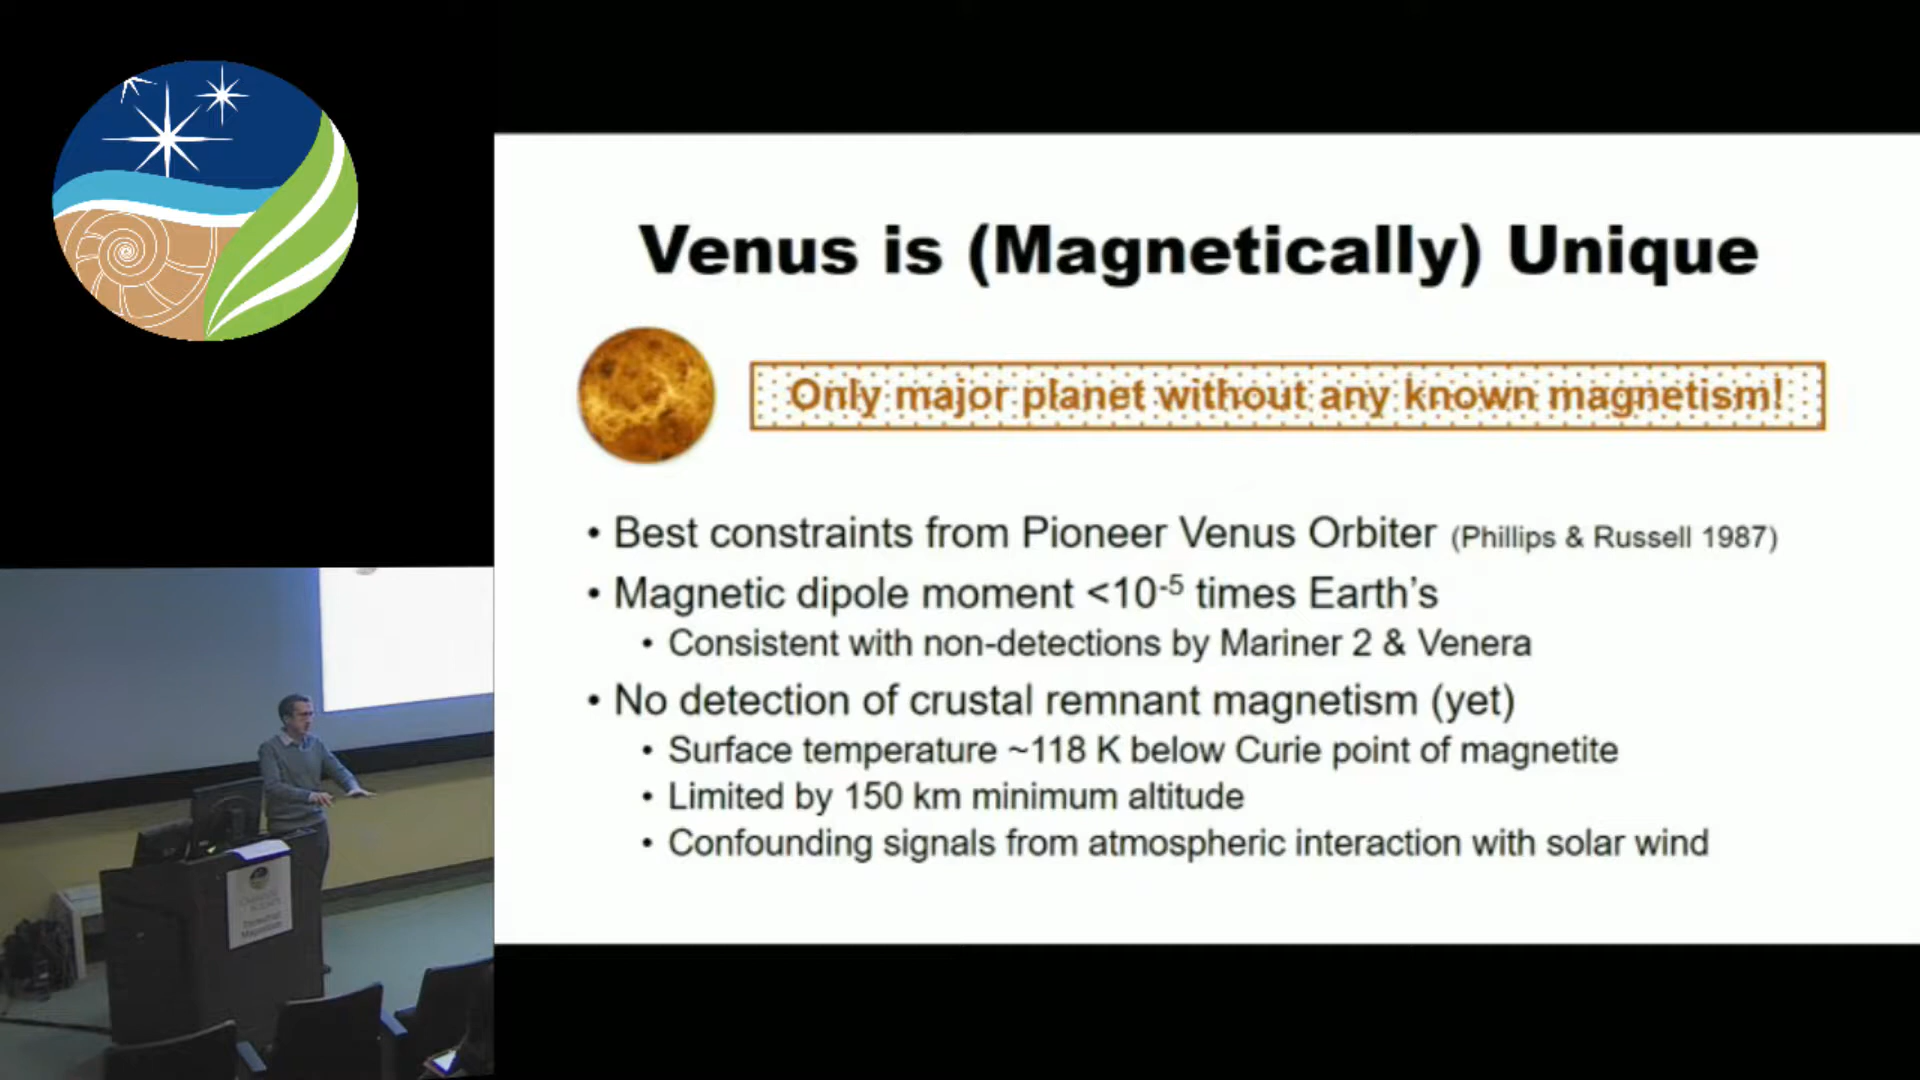 Venus is (Magnetically) Unique
Only major planet without any known magnetism!
• Best constraints from Pioneer Venus Orbiter (Phillips & Russell 1987)
• Magnetic dipole moment <10⁻⁵ times Earth’s
• Consistent with non-detections by Mariner 2 & Venera
• No detection of crustal remnant magnetism (yet)
• Surface temperature ~118 K below Curie point of magnetite
• Limited by 150 km minimum altitude
• Confounding signals from atmospheric interaction with solar wind